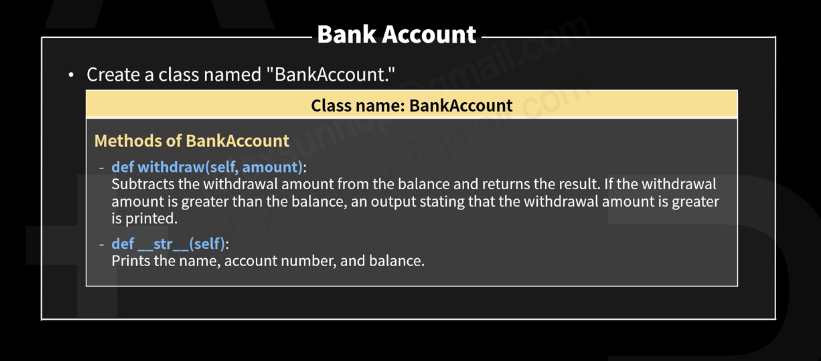 Bank Account
• Create a class named "BankAccount."
Class name: BankAccount
Methods of BankAccount
- def withdraw(self, amount):
Subtracts the withdrawal amount from the balance and returns the result. If the withdrawal
amount is greater than the balance, an output stating that the withdrawal amount is greater
is printed.
- def __str__(self):
Prints the name, account number, and balance.